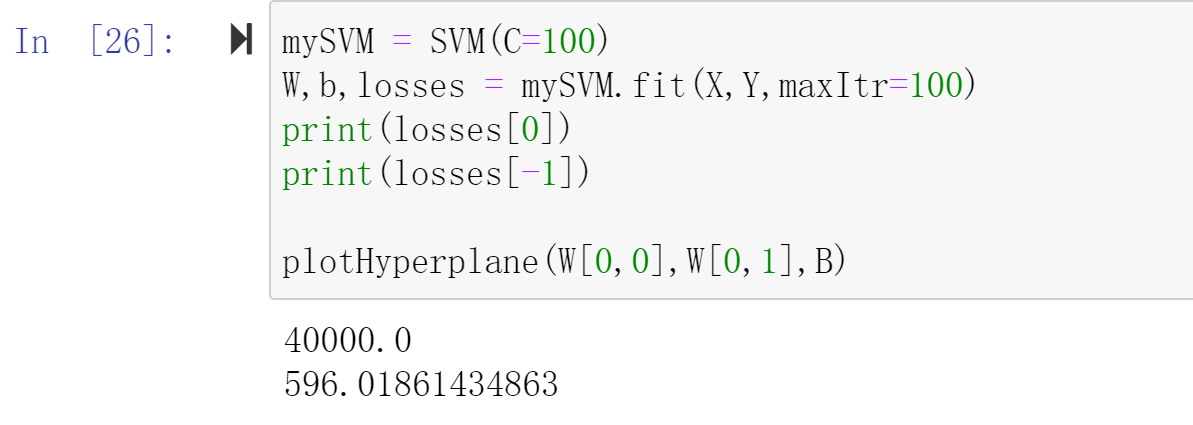 In [26]:
mySVM = SVM(C=100)
W,b,losses = mySVM.fit(X,Y,maxItr=100)
print(losses[0])
print(losses[-1])
plotHyperplane(W[0,0],W[0,1],B)
40000.0
596.01861434863